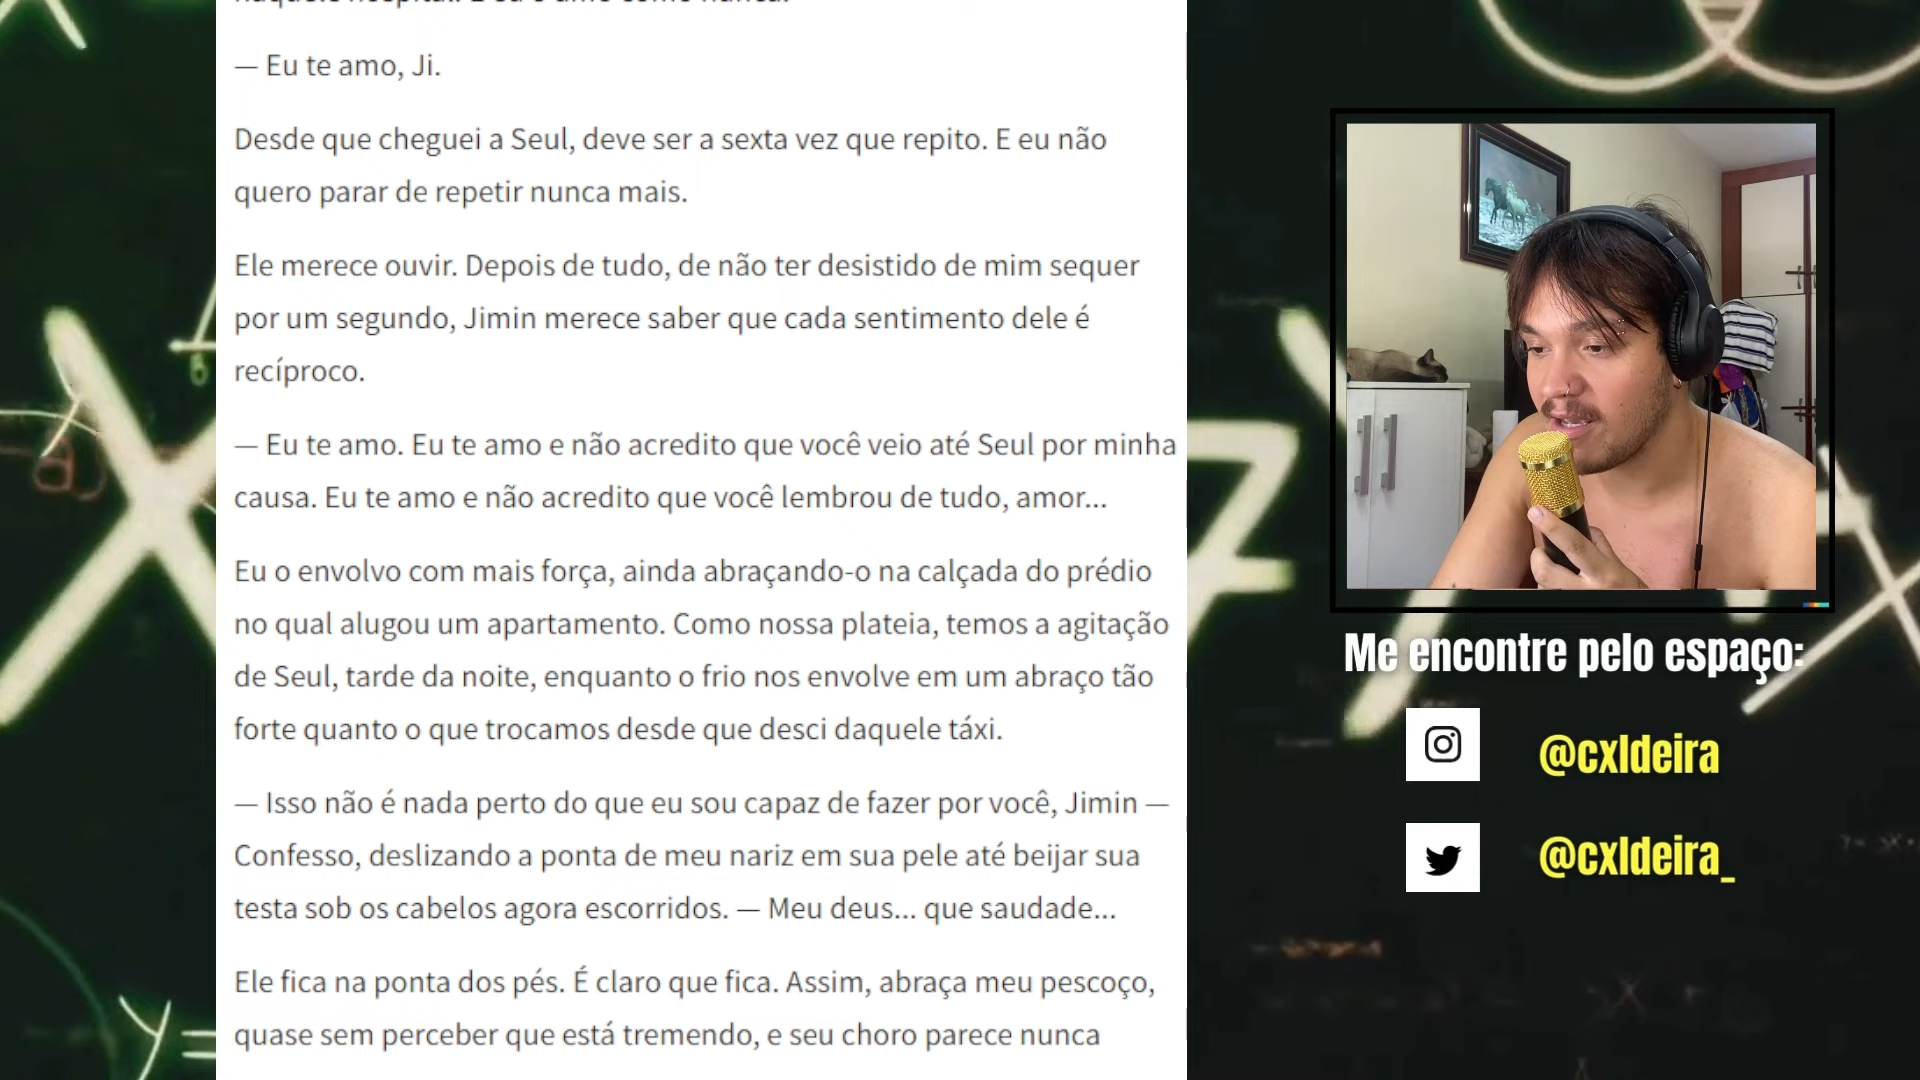 — Eu te amo, Ji.
Desde que cheguei a Seul, deve ser a sexta vez que repito. E eu não
quero parar de repetir nunca mais.
Ele merece ouvir. Depois de tudo, de não ter desistido de mim sequer
por um segundo, Jimin merece saber que cada sentimento dele é
recíproco.
— Eu te amo. Eu te amo e não acredito que você veio até Seul por minha
causa. Eu te amo e não acredito que você lembrou de tudo, amor...
Eu o envolvo com mais força, ainda abraçando-o na calçada do prédio
no qual alugou um apartamento. Como nossa plateia, temos a agitação
de Seul, tarde da noite, enquanto o frio nos envolve em um abraço tão
forte quanto o que trocamos desde que desci daquele táxi.
— Isso não é nada perto do que eu sou capaz de fazer por você, Jimin —
Confesso, deslizando a ponta de meu nariz em sua pele até beijar sua
testa sob os cabelos agora escorridos. — Meu deus... que saudade...
Ele fica na ponta dos pés. É claro que fica. Assim, abraça meu pescoço,
quase sem perceber que está tremendo, e seu choro parece nunca
Me encontre pelo espaço:
@cxldeira
@cxldeira_
y=